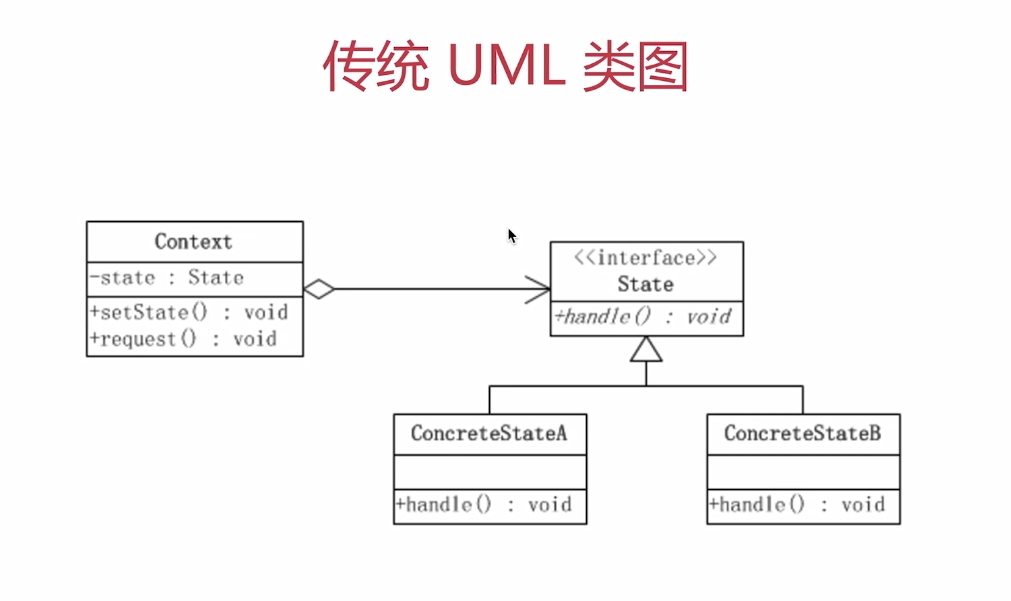 传统 UML 类图
Context
-state : State
+setState() : void
+request() : void
<<interface>>
State
+handle() : void
ConcreteStateA
+handle() : void
ConcreteStateB
+handle() : void